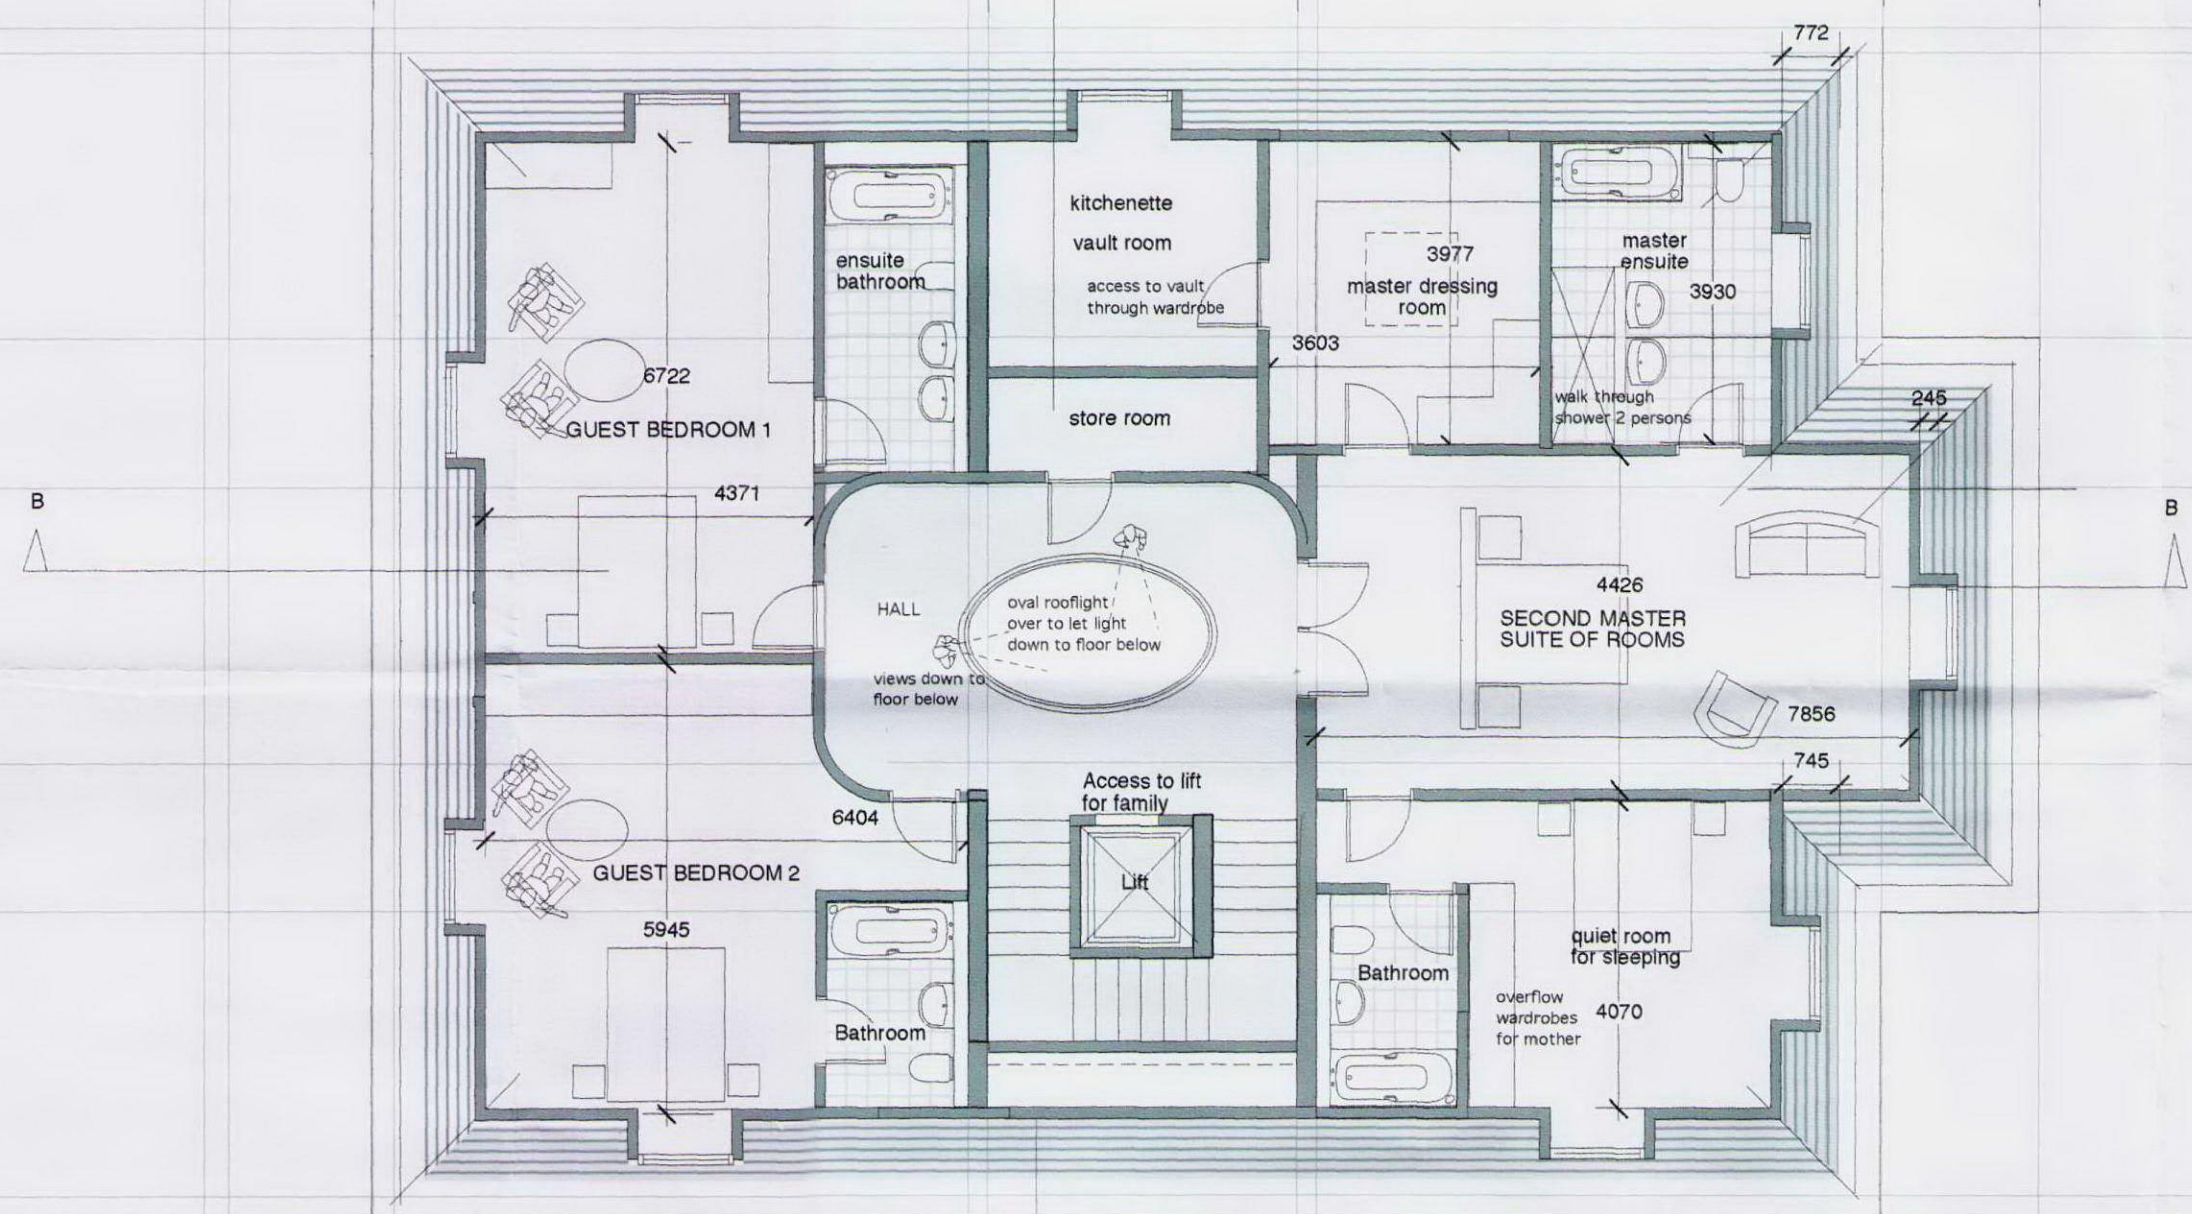 772
kitchenette
vault room
access to vault
through wardrobe
ensuite
bathroom
3977
master dressing
room
3603
master
ensuite
3930
walk through
shower 2 persons
245
6722
GUEST BEDROOM 1
4371
store room
B
B
HALL
oval rooflight
over to let light
down to floor below
views down to
floor below
4426
SECOND MASTER
SUITE OF ROOMS
7856
745
Access to lift
for family
Lift
6404
GUEST BEDROOM 2
5945
Bathroom
Bathroom
quiet room
for sleeping
overflow
wardrobes
for mother
4070